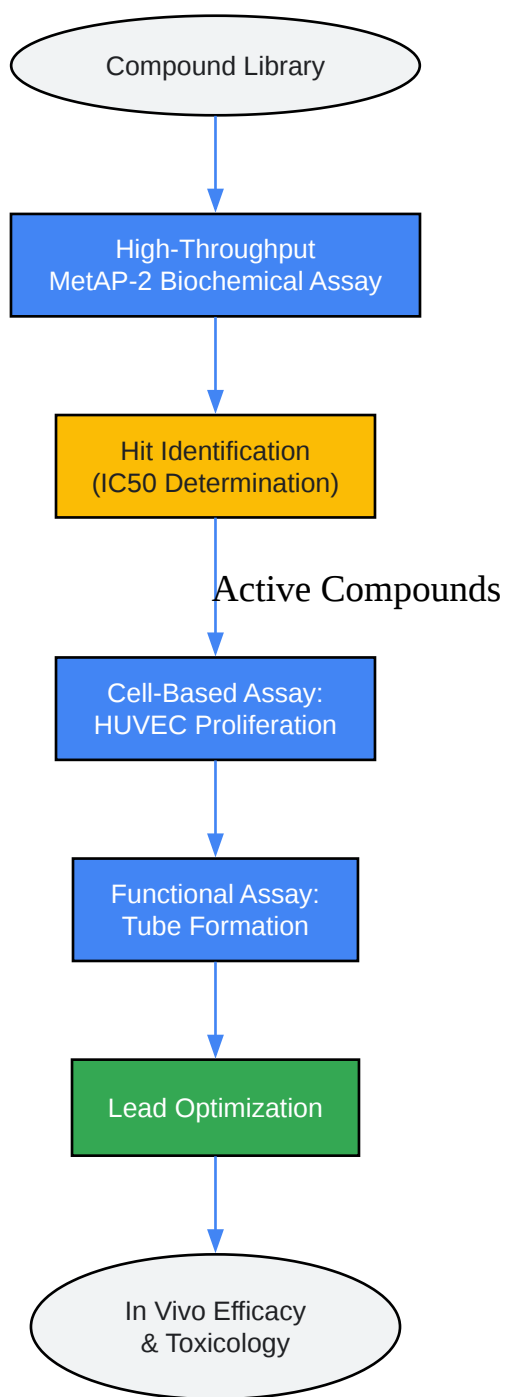 Compound Library
High-Throughput
MetAP-2 Biochemical Assay
Hit Identification
(IC50 Determination)
Active Compounds
Cell-Based Assay:
HUVEC Proliferation
Functional Assay:
Tube Formation
Lead Optimization
In Vivo Efficacy
& Toxicology